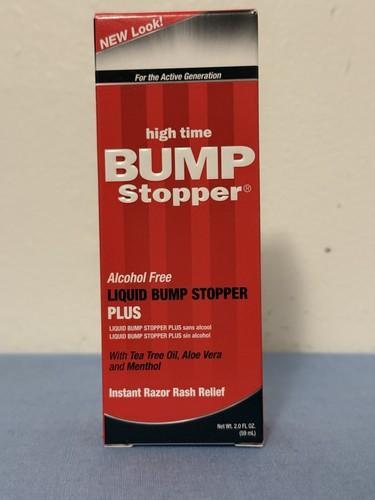 NEW Look!
For the Active Generation
high time
BUMP
Stopper®
Alcohol Free
LIQUID BUMP STOPPER
PLUS
LIQUID BUMP STOPPER PLUS sans alcool
LIQUID BUMP STOPPER PLUS sin alcohol
With Tea Tree Oil, Aloe Vera
and Menthol
Instant Razor Rash Relief
Net Wt. 2.0 FL OZ.
(59 mL)